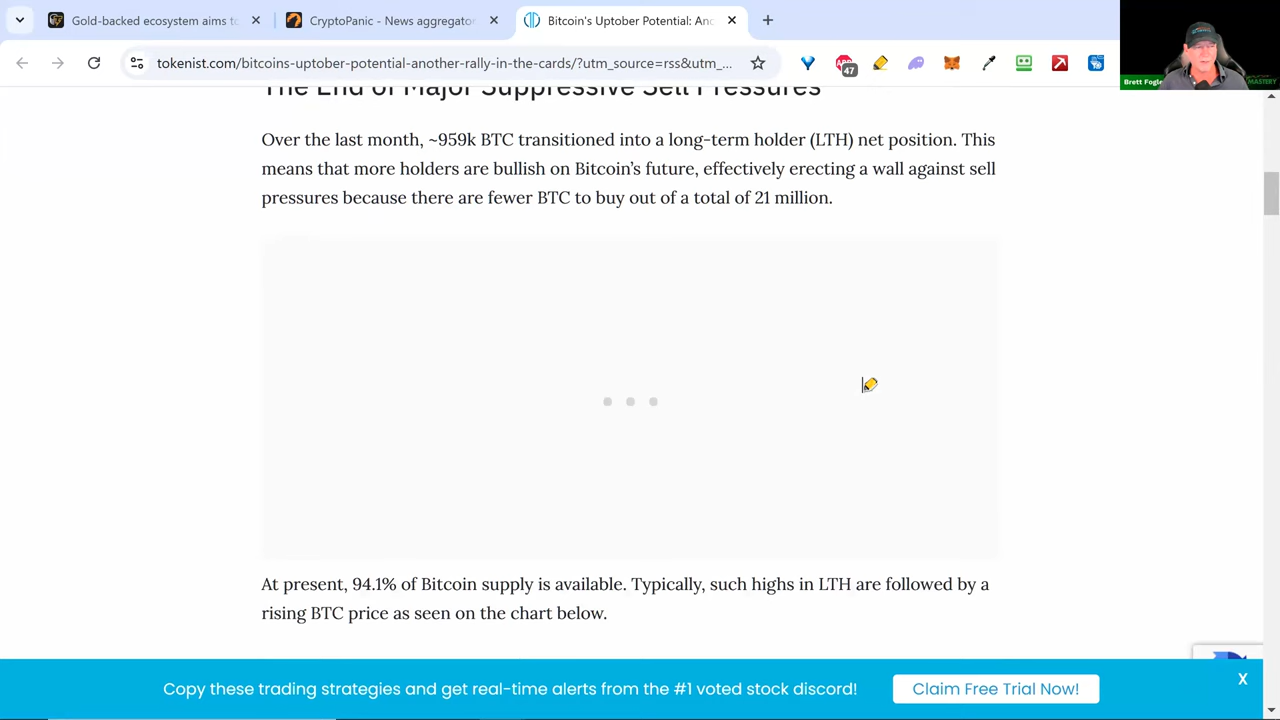 Gold-backed ecosystem aims to
CryptoPanic - News aggregator
Bitcoin's Uptober Potential: Ano
tokenist.com/bitcoins-uptober-potential-another-rally-in-the-cards/?utm_source=rss&utm_...
47
Brett Fogle
MASTERY
The End of Major Suppressive Sell Pressures
Over the last month, ~959k BTC transitioned into a long-term holder (LTH) net position. This
means that more holders are bullish on Bitcoin's future, effectively erecting a wall against sell
pressures because there are fewer BTC to buy out of a total of 21 million.
At present, 94.1% of Bitcoin supply is available. Typically, such highs in LTH are followed by a
rising BTC price as seen on the chart below.
Copy these trading strategies and get real-time alerts from the #1 voted stock discord!
Claim Free Trial Now!
X